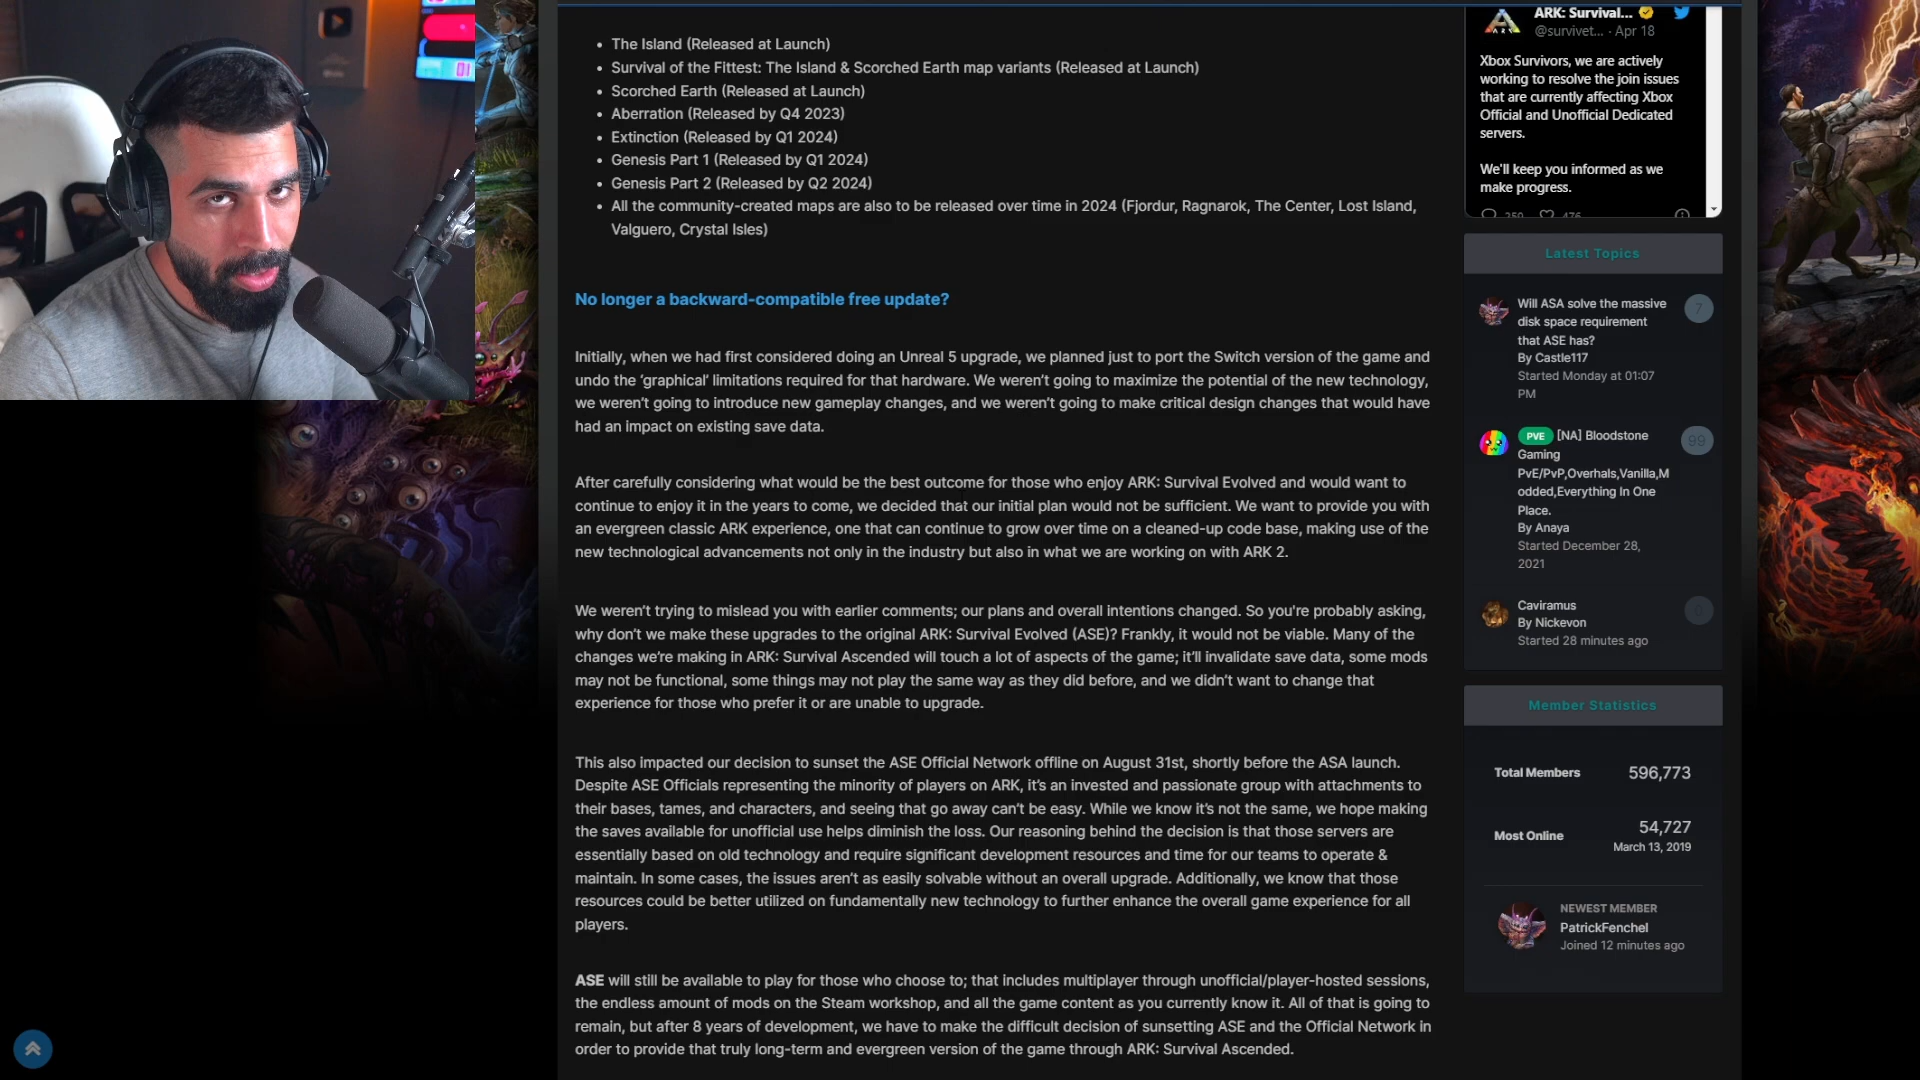 The Island (Released at Launch)
Survival of the Fittest: The Island & Scorched Earth map variants (Released at Launch)
Scorched Earth (Released at Launch)
Aberration (Released by Q4 2023)
Extinction (Released by Q1 2024)
Genesis Part 1 (Released by Q1 2024)
Genesis Part 2 (Released by Q2 2024)
All the community-created maps are also to be released over time in 2024 (Fjordur, Ragnarok, The Center, Lost Island,
Valguero, Crystal Isles)
No longer a backward-compatible free update?
Initially, when we had first considered doing an Unreal 5 upgrade, we planned just to port the Switch version of the game and
undo the ‘graphical’ limitations required for that hardware. We weren’t going to maximize the potential of the new technology,
we weren’t going to introduce new gameplay changes, and we weren’t going to make critical design changes that would have
had an impact on existing save data.
After carefully considering what would be the best outcome for those who enjoy ARK: Survival Evolved and would want to
continue to enjoy it in the years to come, we decided that our initial plan would not be sufficient. We want to provide you with
an evergreen classic ARK experience, one that can continue to grow over time on a cleaned-up code base, making use of the
new technological advancements not only in the industry but also in what we are working on with ARK 2.
We weren’t trying to mislead you with earlier comments; our plans and overall intentions changed. So you're probably asking,
why don’t we make these upgrades to the original ARK: Survival Evolved (ASE)? Frankly, it would not be viable. Many of the
changes we’re making in ARK: Survival Ascended will touch a lot of aspects of the game; it’ll invalidate save data, some mods
may not be functional, some things may not play the same way as they did before, and we didn’t want to change that
experience for those who prefer it or are unable to upgrade.
This also impacted our decision to sunset the ASE Official Network offline on August 31st, shortly before the ASA launch.
Despite ASE Officials representing the minority of players on ARK, it’s an invested and passionate group with attachments to
their bases, tames, and characters, and seeing that go away can’t be easy. While we know it’s not the same, we hope making
the saves available for unofficial use helps diminish the loss. Our reasoning behind the decision is that those servers are
essentially based on old technology and require significant development resources and time for our teams to operate &
maintain. In some cases, the issues aren’t as easily solvable without an overall upgrade. Additionally, we know that those
resources could be better utilized on fundamentally new technology to further enhance the overall game experience for all
players.
ASE will still be available to play for those who choose to; that includes multiplayer through unofficial/player-hosted sessions,
the endless amount of mods on the Steam workshop, and all the game content as you currently know it. All of that is going to
remain, but after 8 years of development, we have to make the difficult decision of sunsetting ASE and the Official Network in
order to provide that truly long-term and evergreen version of the game through ARK: Survival Ascended.
ARK: Survival...
@survivet... · Apr 18
Xbox Survivors, we are actively
working to resolve the join issues
that are currently affecting Xbox
Official and Unofficial Dedicated
servers.
We'll keep you informed as we
make progress.
Latest Topics
Will ASA solve the massive
disk space requirement
that ASE has?
By Castle117
Started Monday at 01:07
PM
7
PVE [NA] Bloodstone
Gaming
PvE/PvP,Overhals,Vanilla,M
odded,Everything In One
Place.
By Anaya
Started December 28,
2021
99
Caviramus
By Nickevon
Started 28 minutes ago
Member Statistics
Total Members 596,773
Most Online 54,727
March 13, 2019
NEWEST MEMBER
PatrickFenchel
Joined 12 minutes ago